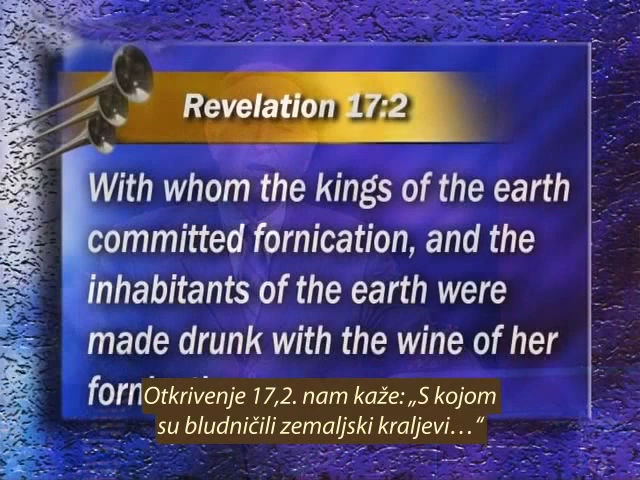 Revelation 17:2
With whom the kings of the earth
committed fornication, and the
inhabitants of the earth were
made drunk with the wine of her
Otkrivenje 17,2. nam kaže: „S kojom
su bludničili zemaljski kraljevi…“